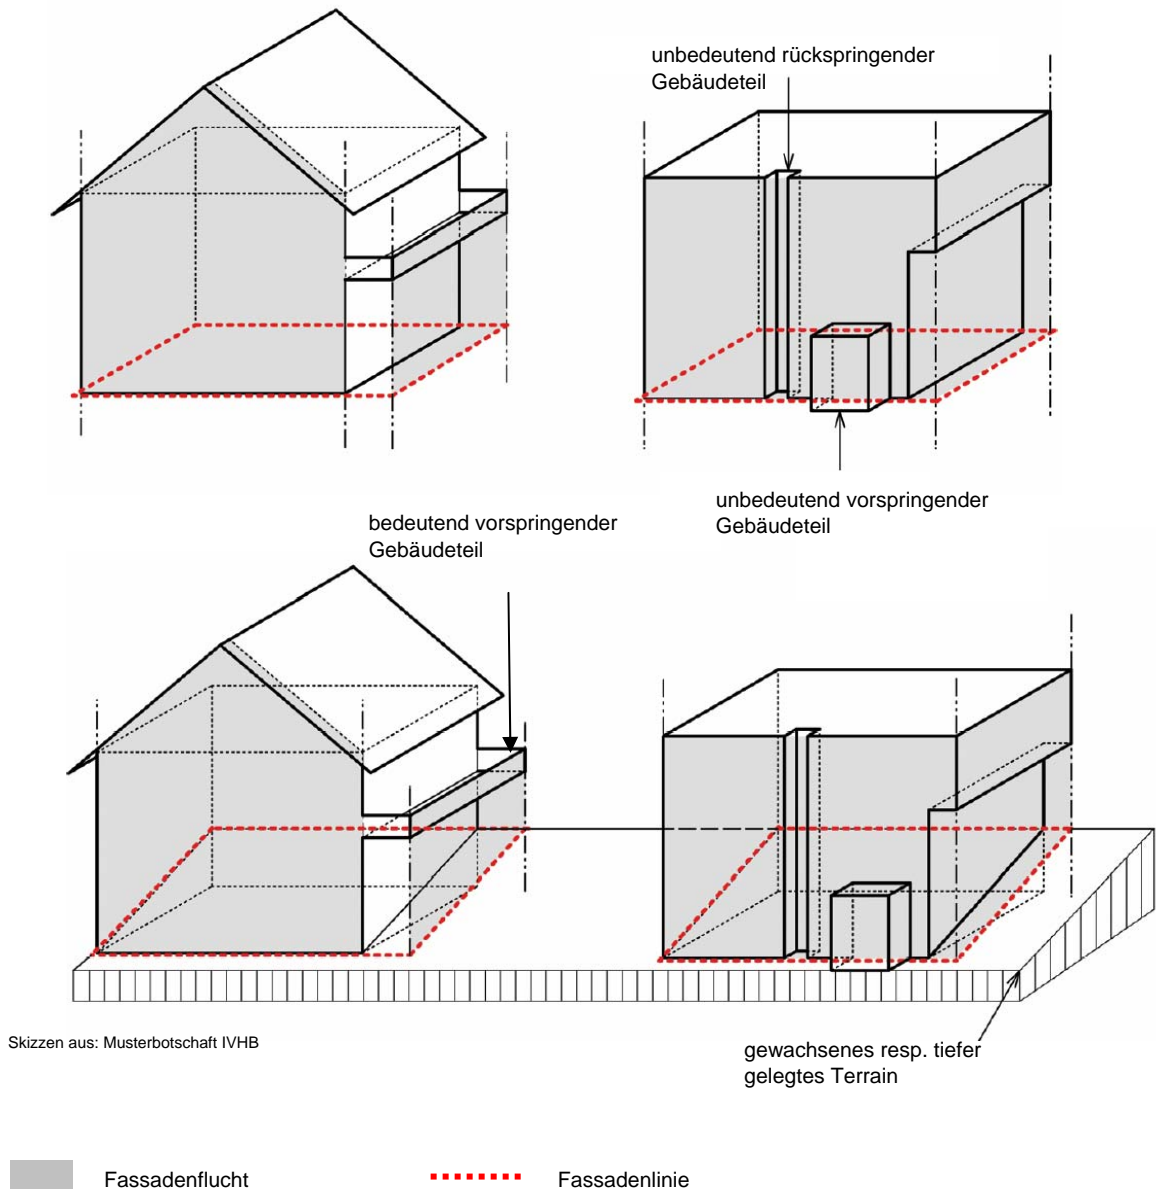 unbedeutend rückspringender
Gebäudeteil
unbedeutend vorspringender
Gebäudeteil
bedeutend vorspringender
Gebäudeteil
Skizzen aus: Musterbotschaft IVHB
gewachsenes resp. tiefer
gelegtes Terrain
Fassadenflucht
Fassadenlinie